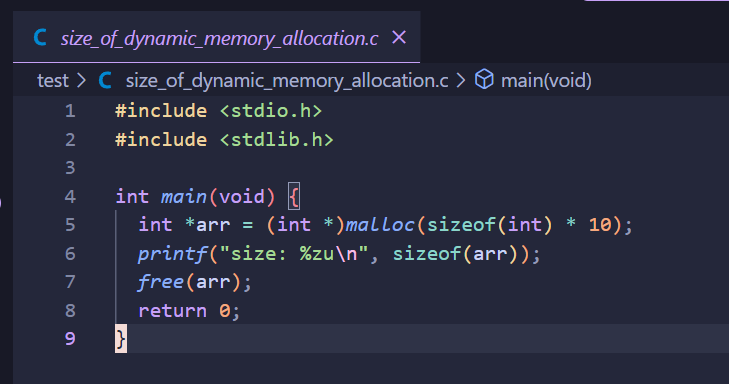 C size_of_dynamic_memory_allocation.c ×
test > C size_of_dynamic_memory_allocation.c > main(void)
1 #include <stdio.h>
2 #include <stdlib.h>
3
4 int main(void) {
5   int *arr = (int *)malloc(sizeof(int) * 10);
6   printf("size: %zu\n", sizeof(arr));
7   free(arr);
8   return 0;
9 }